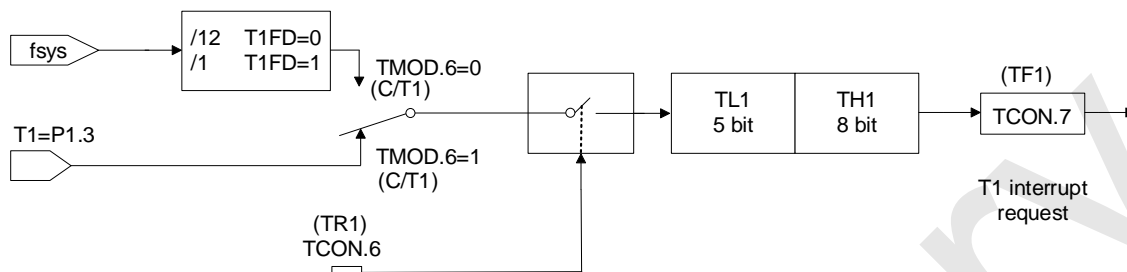 fsys
/12 T1FD=0
/1 T1FD=1
TMOD.6=0
(C/T1)
T1=P1.3
TMOD.6=1
(C/T1)
(TR1)
TCON.6
TL1
5 bit
TH1
8 bit
(TF1)
TCON.7
T1 interrupt
request